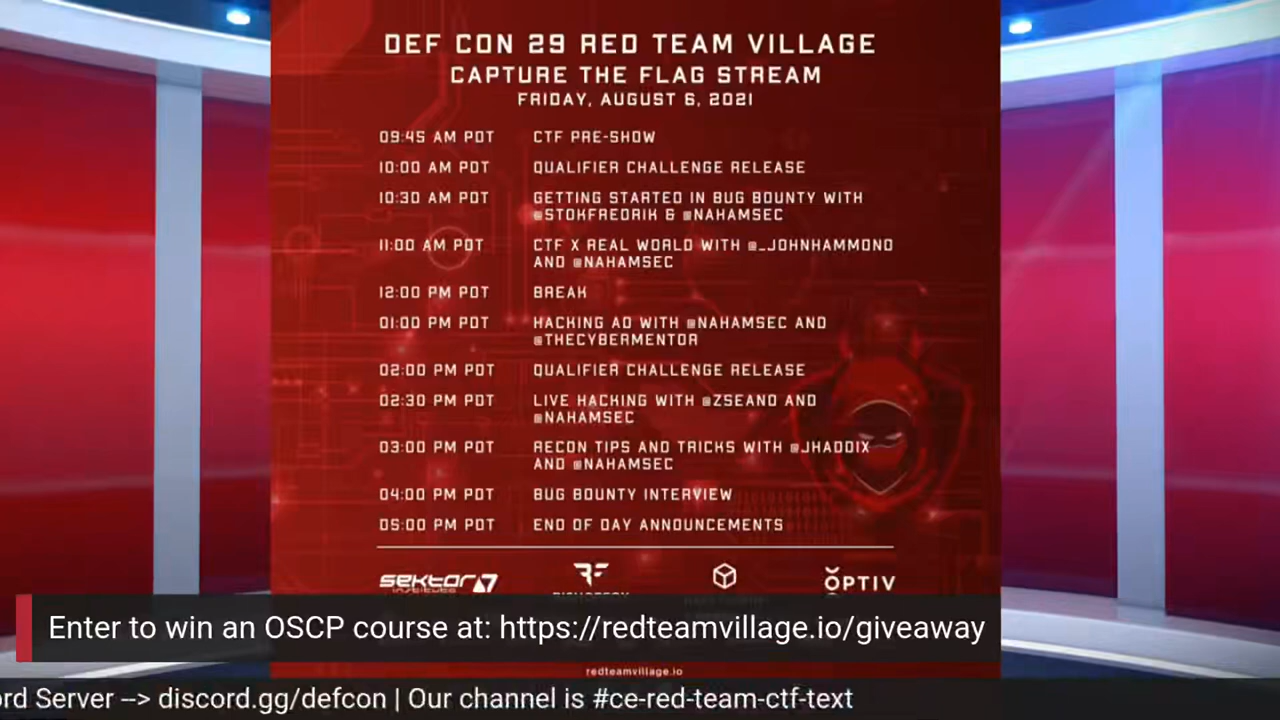 DEF CON 29 RED TEAM VILLAGE
CAPTURE THE FLAG STREAM
FRIDAY, AUGUST 6, 2021
09:45 AM PDT CTF PRE-SHOW
10:00 AM PDT QUALIFIER CHALLENGE RELEASE
10:30 AM PDT GETTING STARTED IN BUG BOUNTY WITH
@STOKFREDRIK & @NAHAMSEC
11:00 AM PDT CTF X REAL WORLD WITH @_JOHNHAMMOND
AND @NAHAMSEC
12:00 PM PDT BREAK
01:00 PM PDT HACKING AD WITH @NAHAMSEC AND
@THECYBERMENTOR
02:00 PM PDT QUALIFIER CHALLENGE RELEASE
02:30 PM PDT LIVE HACKING WITH @ZSEANO AND
@NAHAMSEC
03:00 PM PDT RECON TIPS AND TRICKS WITH @JHADDIX
AND @NAHAMSEC
04:00 PM PDT BUG BOUNTY INTERVIEW
05:00 PM PDT END OF DAY ANNOUNCEMENTS
SEKTOR7 OPTIV
Enter to win an OSCP course at: https://redteamvillage.io/giveaway
redteamvillage.io
ord Server --> discord.gg/defcon | Our channel is #ce-red-team-ctf-text